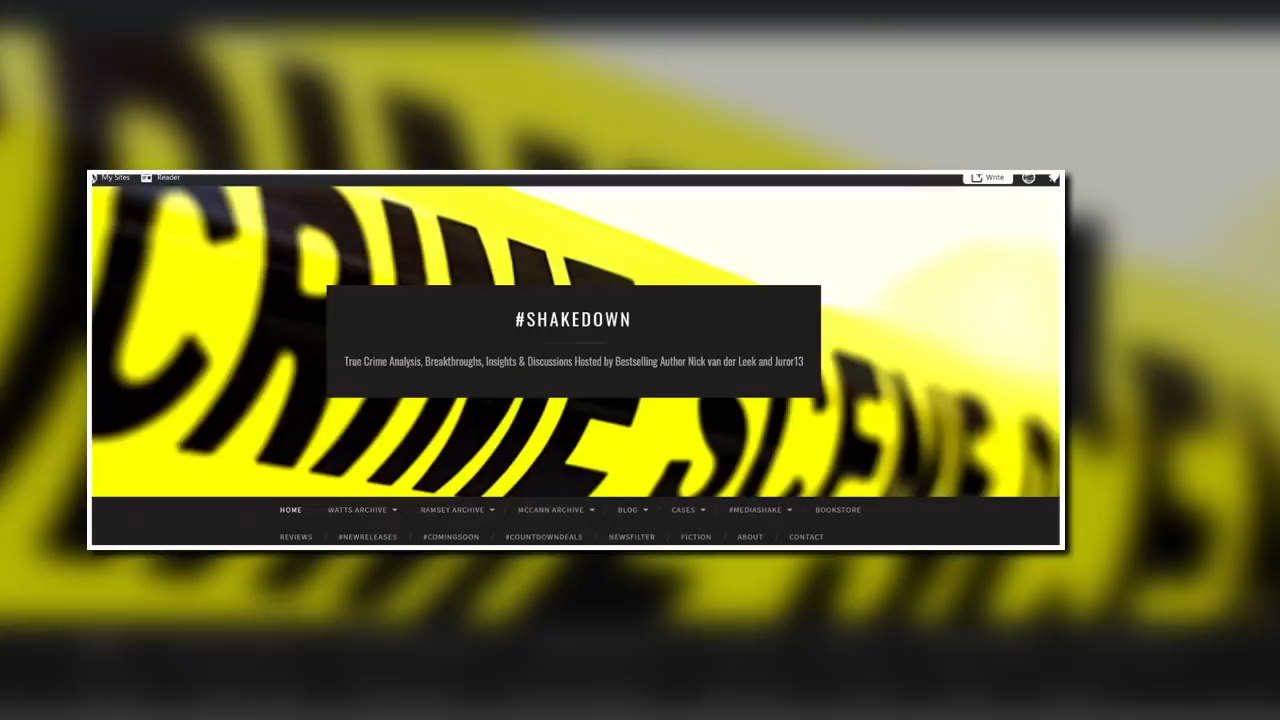 My Sites Reader Write
CRIME SCENE
#SHAKEDOWN
True Crime Analysis, Breakthroughs, Insights & Discussions Hosted by Bestselling Author Nick van der Leek and Juror13
HOME WATTS ARCHIVE RAMSEY ARCHIVE MCCANN ARCHIVE BLOG CASES #MEDIASHAKE BOOKSTORE
REVIEWS / #NEWRELEASES / #COMINGSOON / #COUNTDOWNDEALS / NEWSFILTER / FICTION / ABOUT / CONTACT